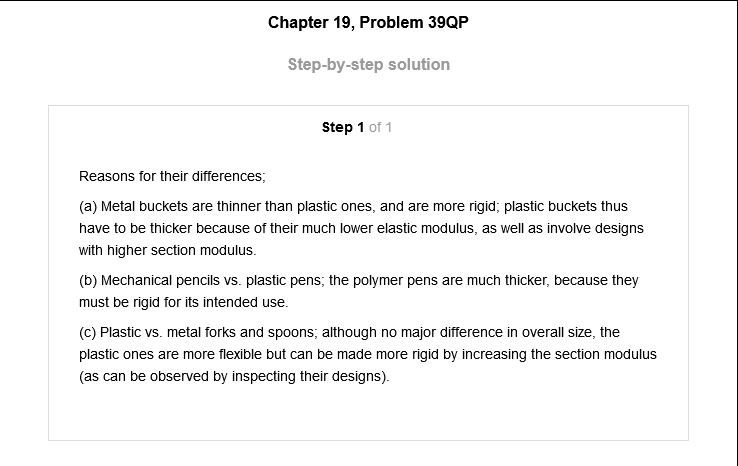 Chapter 19, Problem 39QP
Step-by-step solution
Step 1 of 1
Reasons for their differences;
(a) Metal buckets are thinner than plastic ones, and are more rigid; plastic buckets thus
have to be thicker because of their much lower elastic modulus, as well as involve designs
with higher section modulus.
(b) Mechanical pencils vs. plastic pens; the polymer pens are much thicker, because they
must be rigid for its intended use.
(c) Plastic vs. metal forks and spoons; although no major difference in overall size, the
plastic ones are more flexible but can be made more rigid by increasing the section modulus
(as can be observed by inspecting their designs).